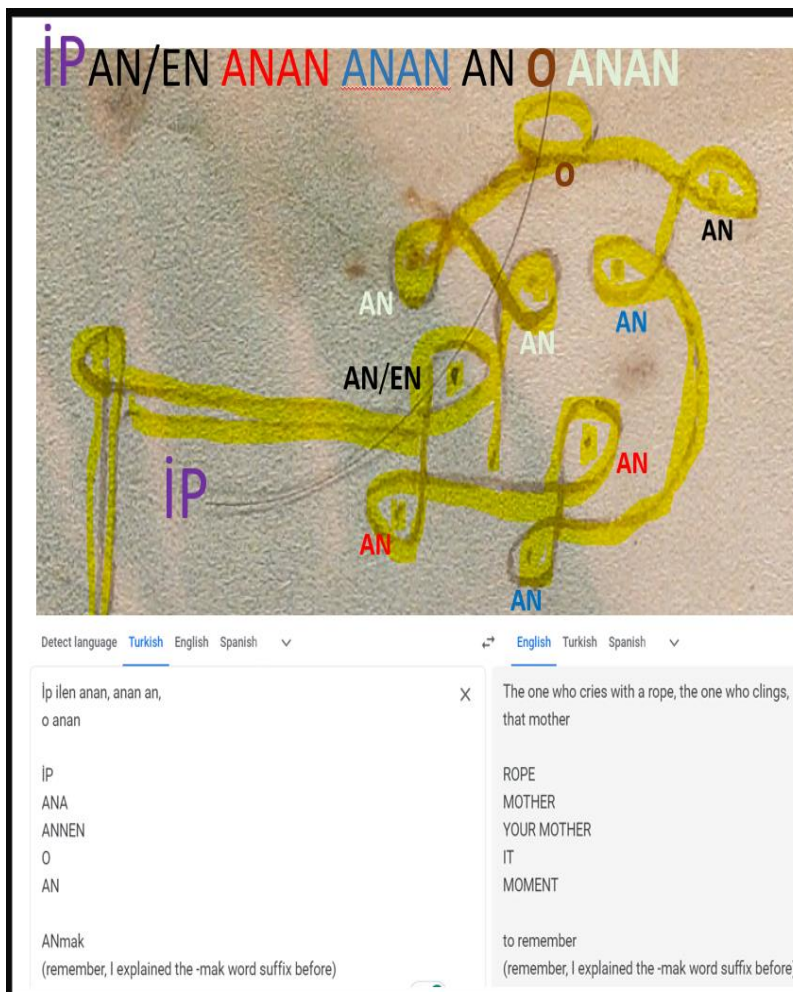 İP AN/EN ANAN ANAN AN O ANAN
O
AN
AN
AN
AN
AN/EN
AN
İP
AN
AN
Detect language Turkish English Spanish
English Turkish Spanish
İp ilen anan, anan an,
o anan
İP
ANA
ANNEN
O
AN
ANmak
(remember, I explained the -mak word suffix before)
The one who cries with a rope, the one who clings,
that mother
ROPE
MOTHER
YOUR MOTHER
IT
MOMENT
to remember
(remember, I explained the -mak word suffix before)